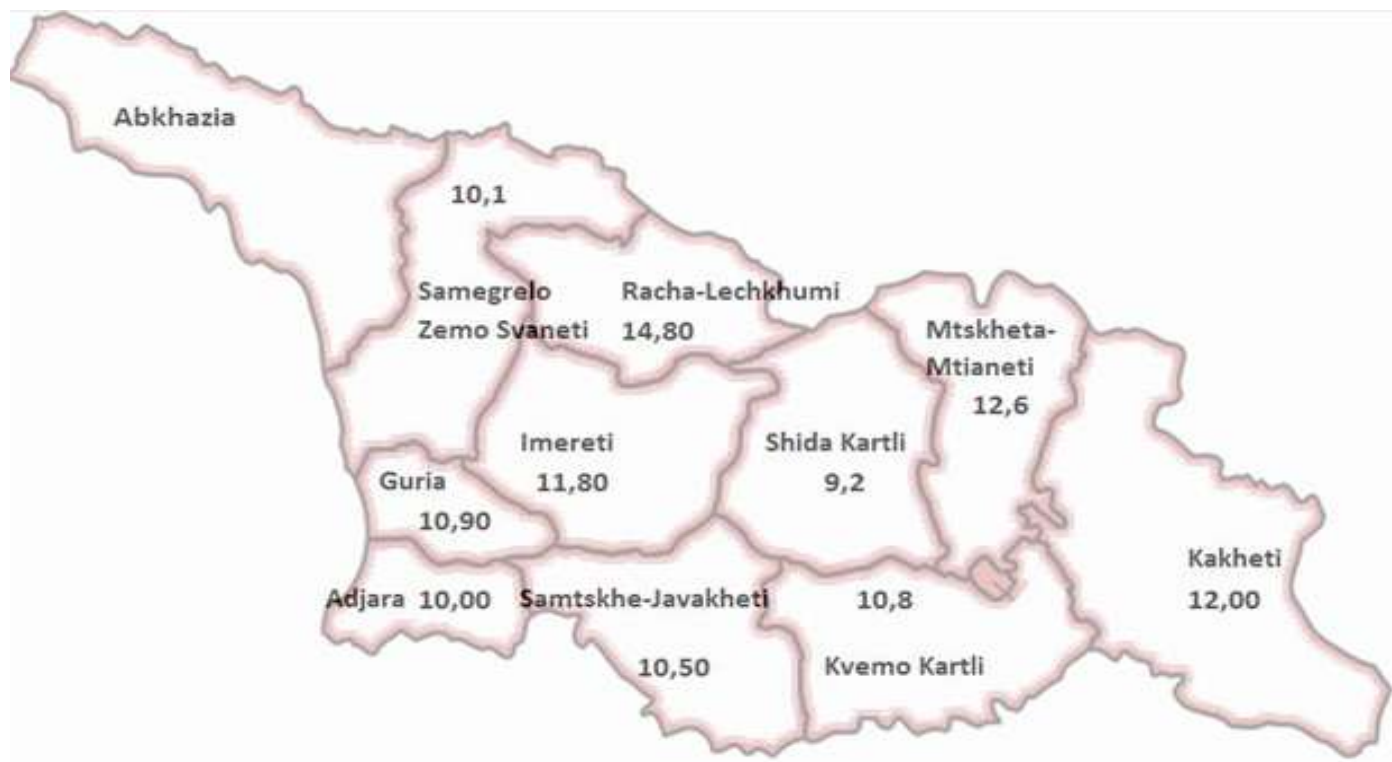 Abkhazia
10,1
Samegrelo
Zemo Svaneti
Racha-Lechkhumi
14,80
Mtskheta-
Mtianeti
12,6
Imereti
11,80
Shida Kartli
9,2
Guria
10,90
Kakheti
12,00
Adjara 10,00
Samtskhe-Javakheti
10,50
10,8
Kvemo Kartli